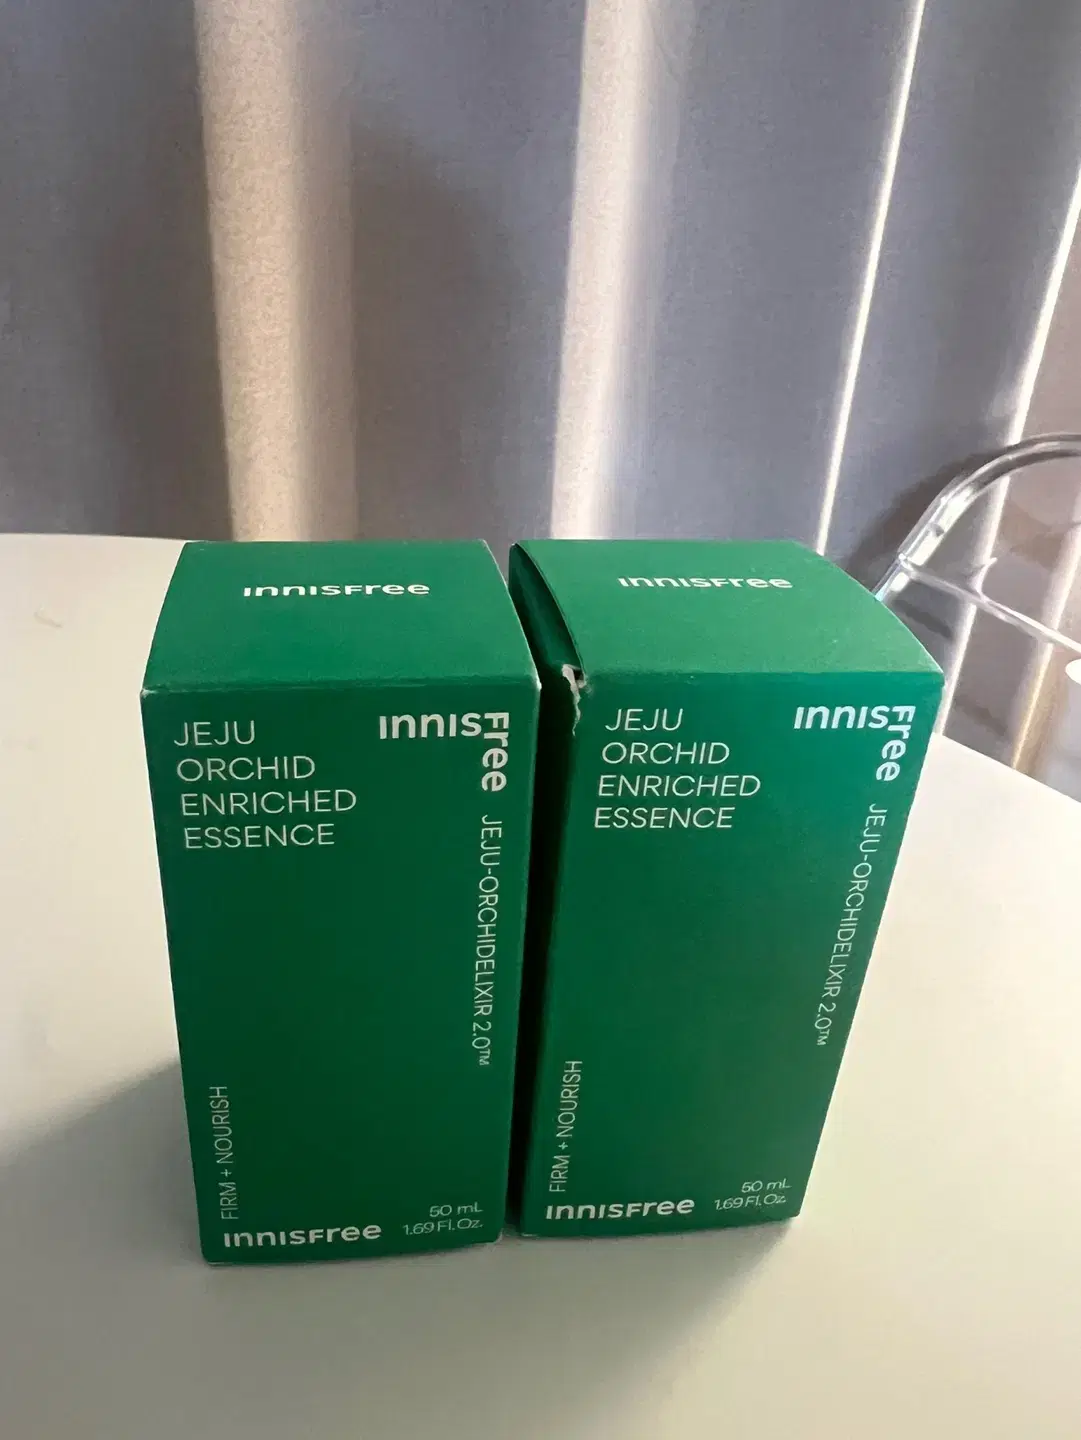 innisfree
JEJU
ORCHID
ENRICHED
ESSENCE
innisfree
JEJU-ORCHIDELIXIR 2.0™
FIRM + NOURISH
innisfree
50 mL
1.69 Fl. Oz.
innisfree
JEJU
ORCHID
ENRICHED
ESSENCE
innisfree
JEJU-ORCHIDELIXIR 2.0™
FIRM + NOURISH
innisfree
50 mL
1.69 Fl. Oz.